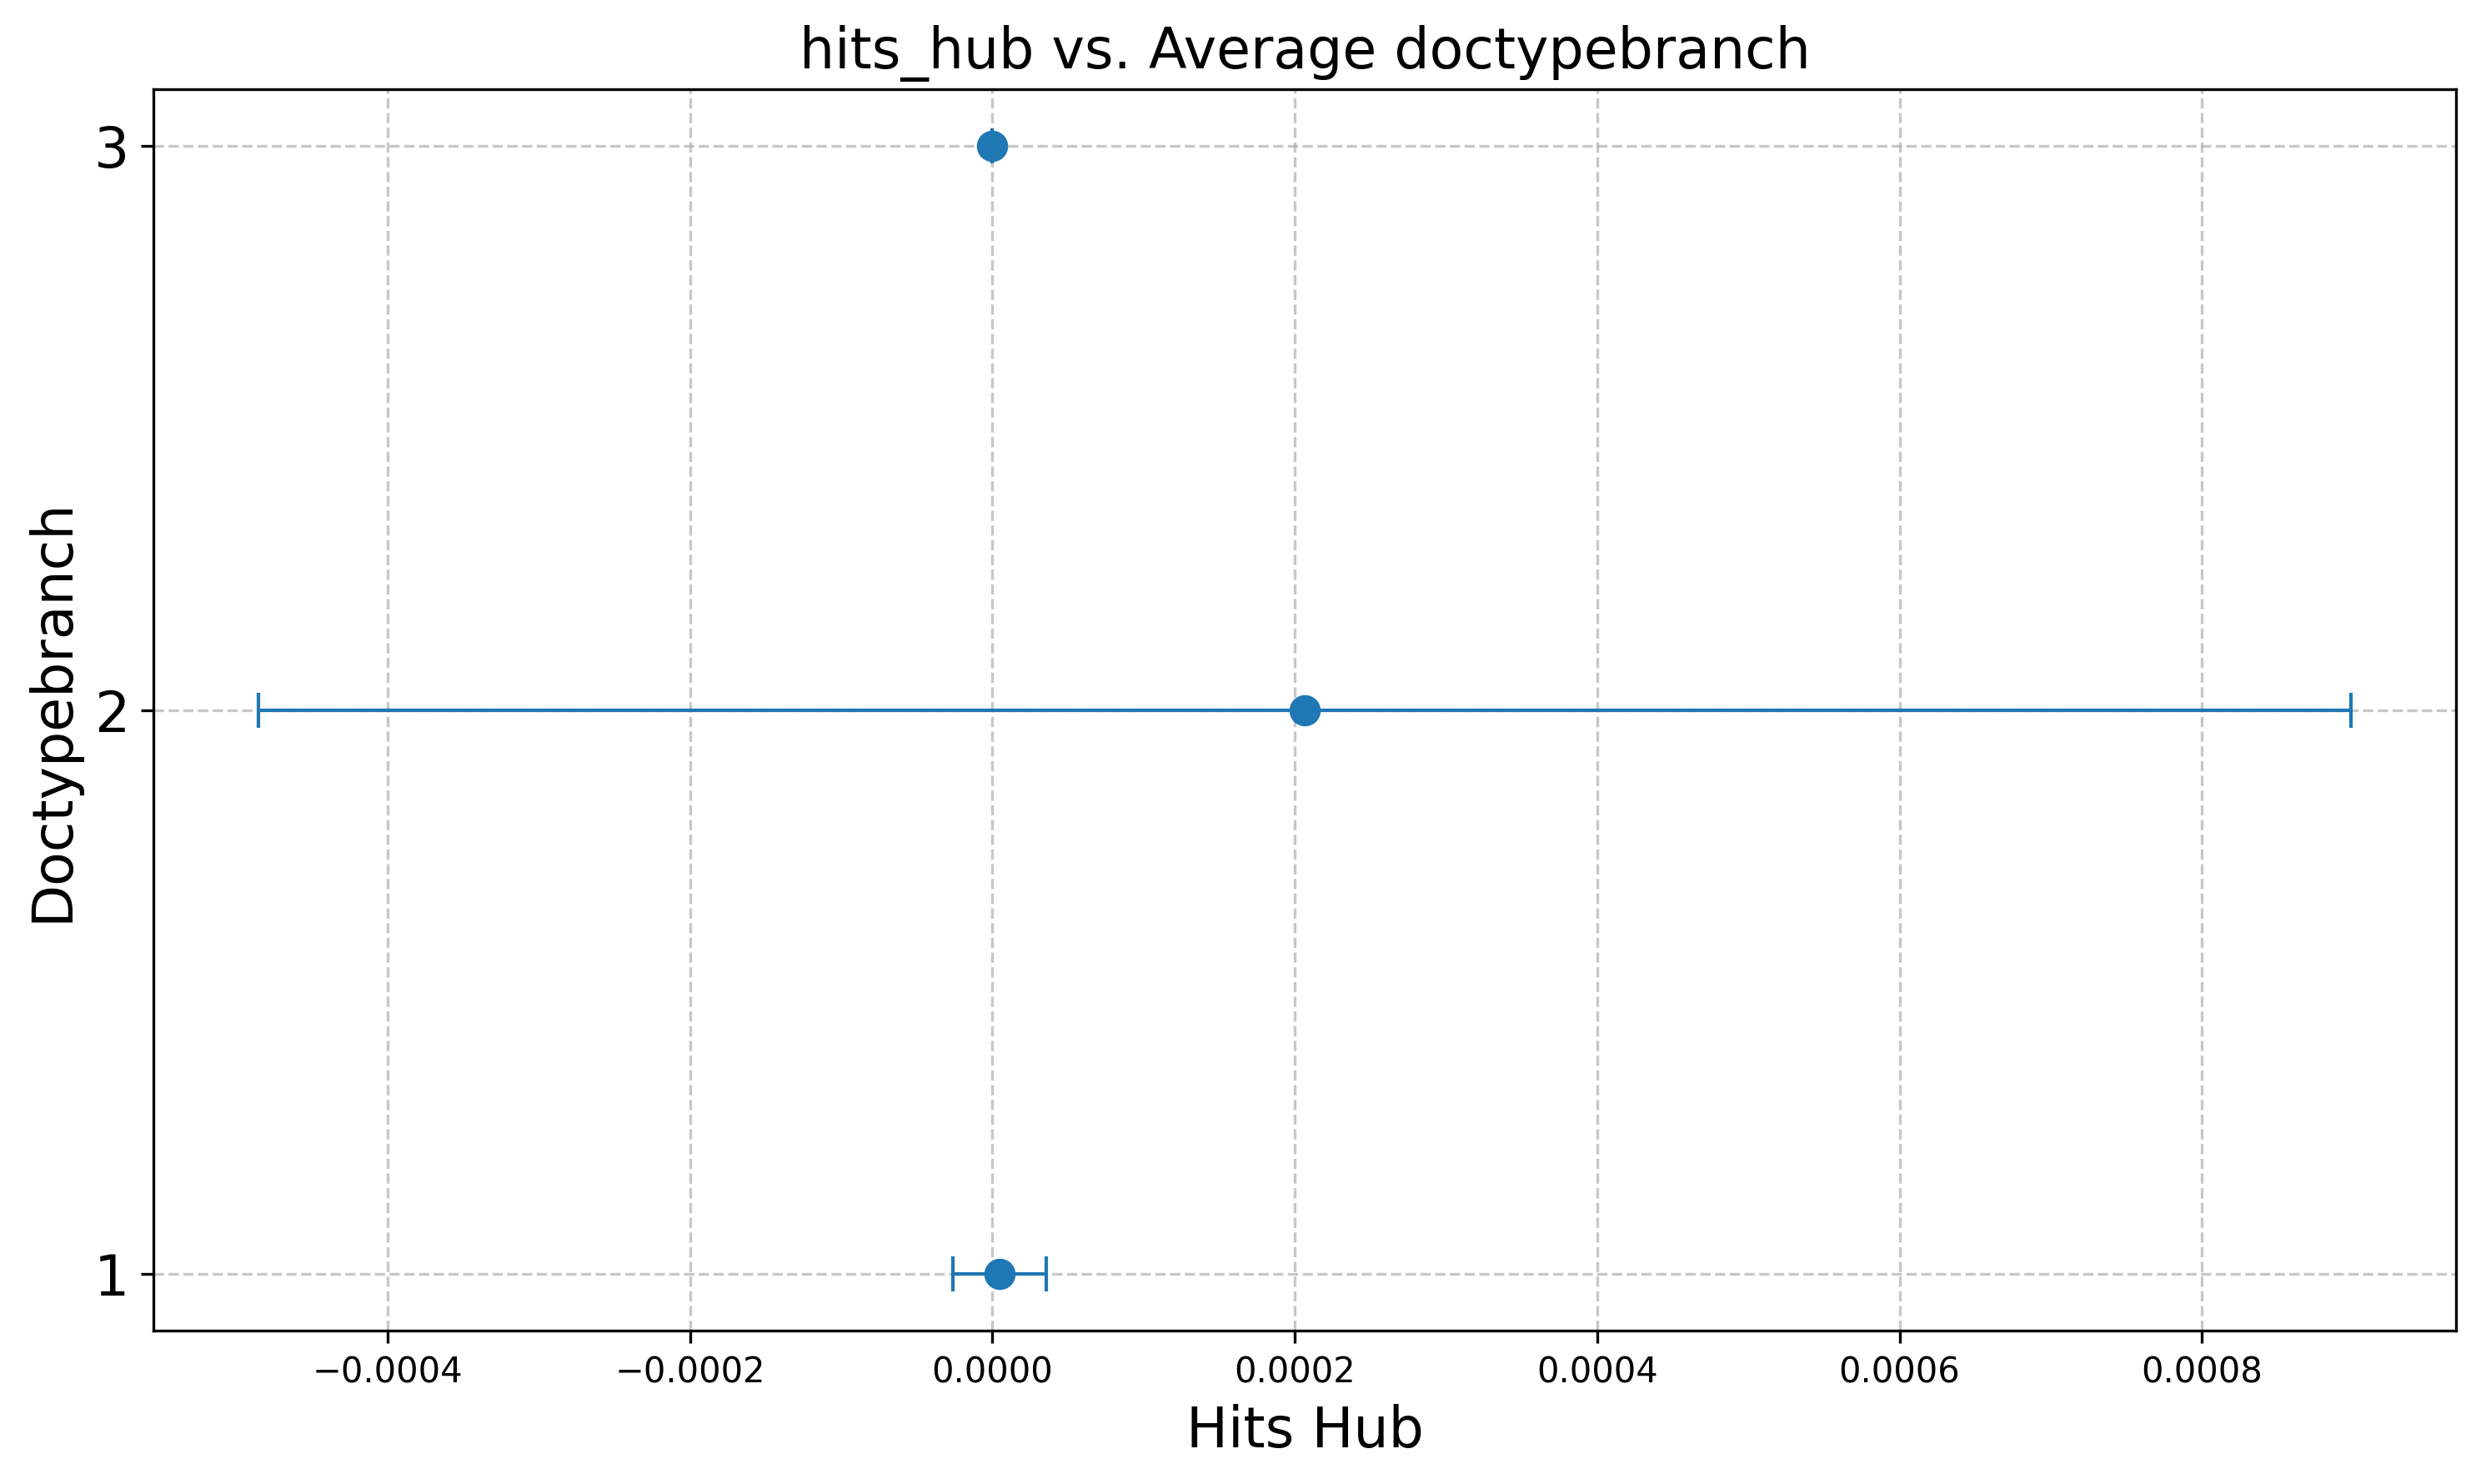 hits_hub vs. Average doctypebranch
Doctypebranch
3
2
1
−0.0004 −0.0002 0.0000 0.0002 0.0004 0.0006 0.0008
Hits Hub